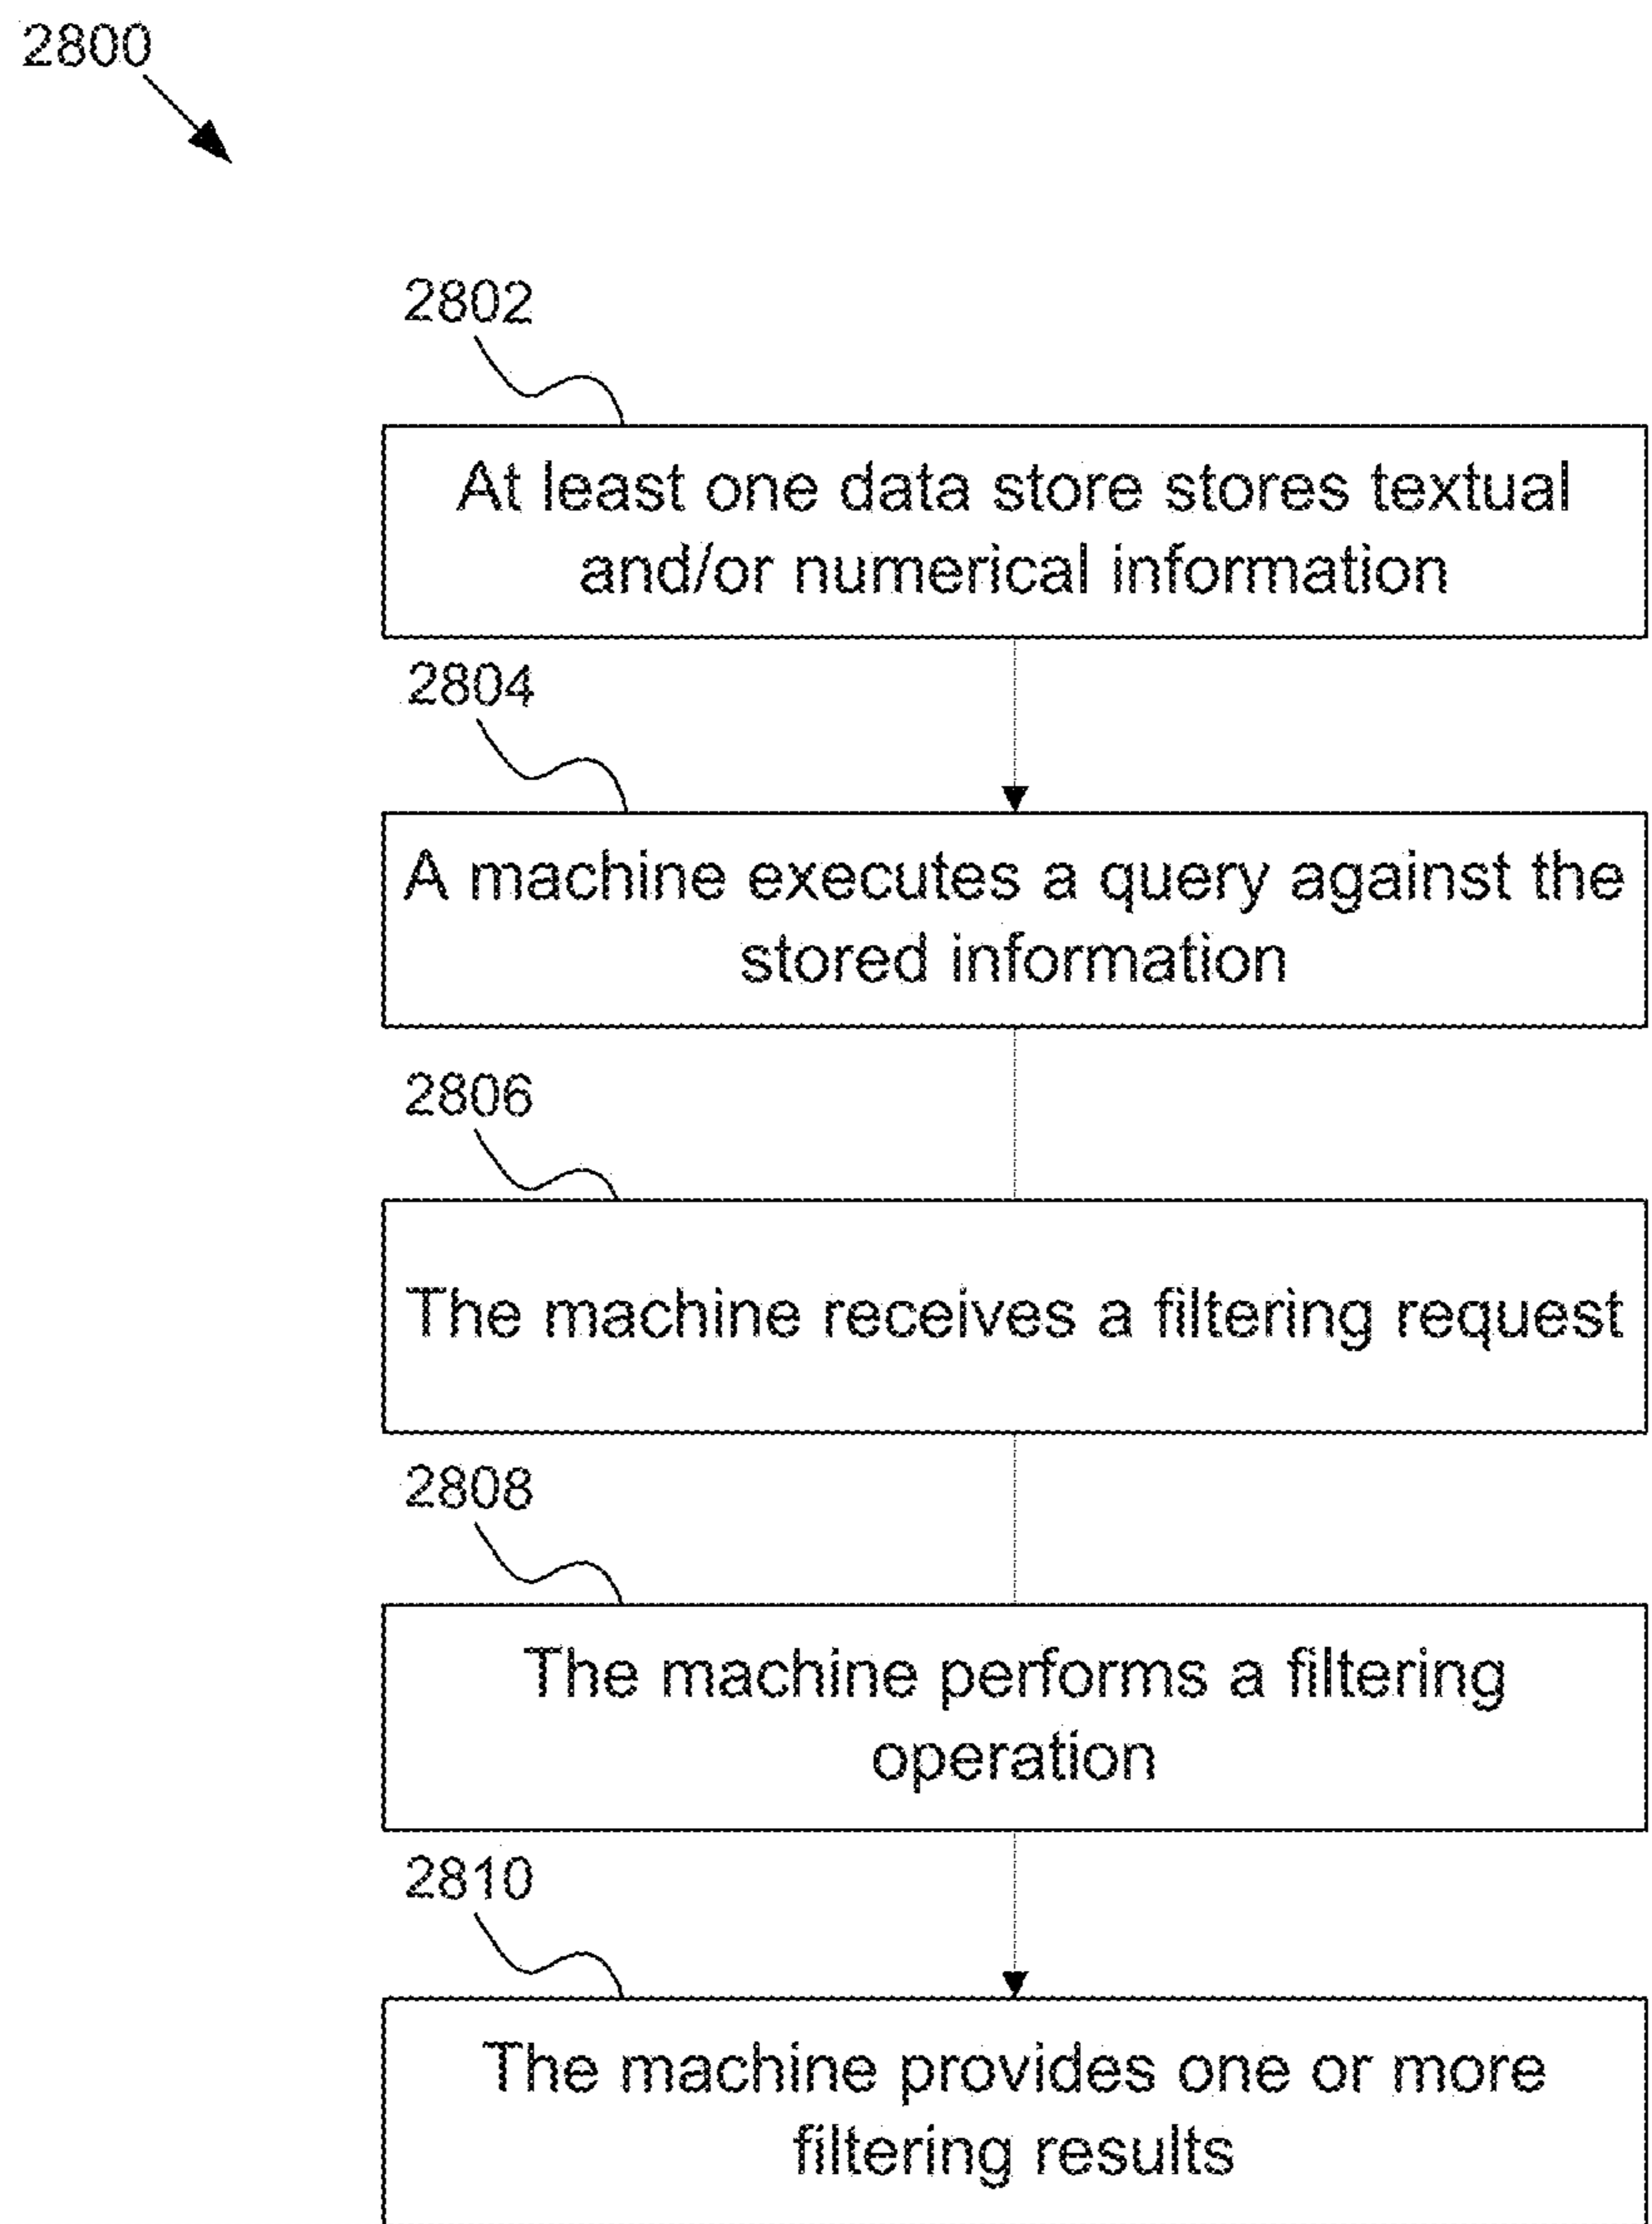 2800
2802
At least one data store stores textual
and/or numerical information
2804
A machine executes a query against the
stored information
2806
The machine receives a filtering request
2808
The machine performs a filtering
operation
2810
The machine provides one or more
filtering results